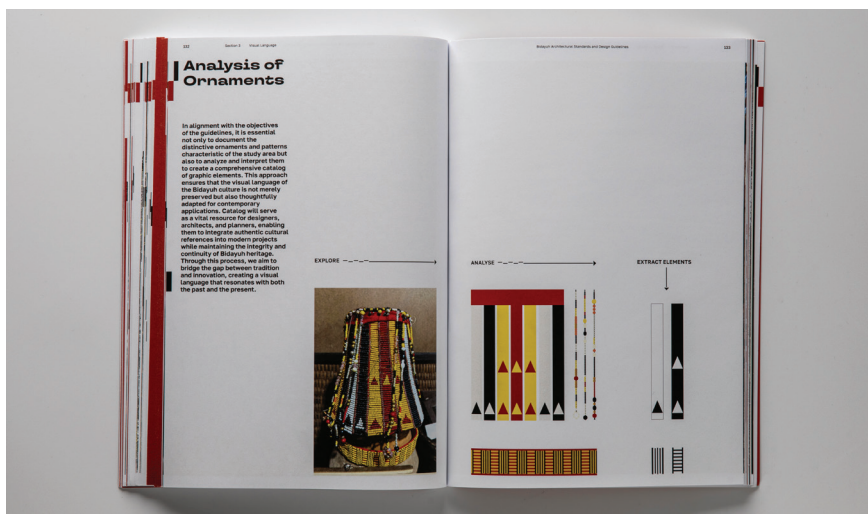 122
Section 3
Visual Language
Analysis of
Ornaments
In alignment with the objectives
of the guidelines, it is essential
not only to document the
distinctive ornaments and patterns
characteristic of the study area but
also to analyze and interpret them
to create a comprehensive catalog
of graphic elements. This approach
ensures that the visual language of
the Bidayuh culture is not merely
preserved but also thoughtfully
adapted for contemporary
applications. Catalog will serve
as a vital resource for designers,
architects, and planners, enabling
them to integrate authentic cultural
references into modern projects
while maintaining the integrity and
continuity of Bidayuh heritage.
Through this process, we aim to
bridge the gap between tradition
and innovation, creating a visual
language that resonates with both
the past and the present.
EXPLORE
Bidayuh Architectural Standards and Design Guidelines
123
ANALYSE
EXTRACT ELEMENTS